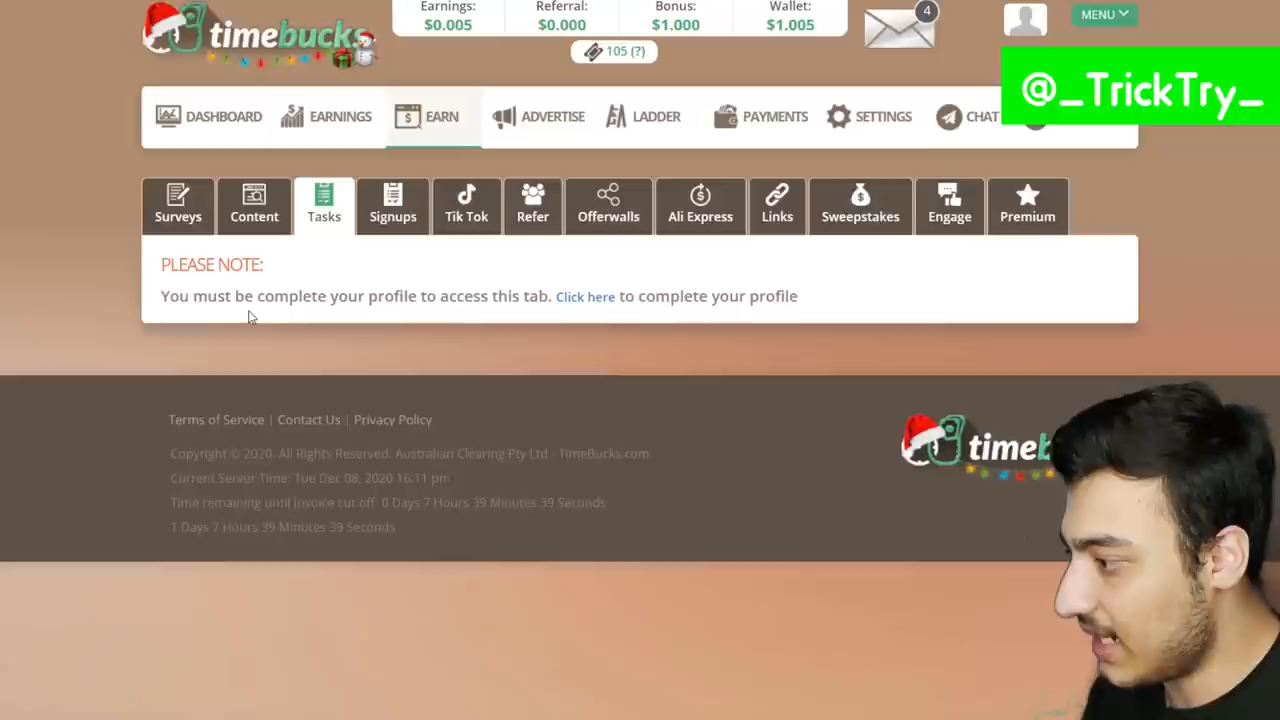 timebucks
Earnings: Referral: Bonus: Wallet:
$0.005 $0.000 $1.000 $1.005
105 (?)
4
MENU
@_TrickTry_
DASHBOARD EARNINGS EARN ADVERTISE LADDER PAYMENTS SETTINGS CHAT
Surveys Content Tasks Signups Tik Tok Refer Offerwalls Ali Express Links Sweepstakes Engage Premium
PLEASE NOTE:
You must be complete your profile to access this tab. Click here to complete your profile
Terms of Service | Contact Us | Privacy Policy
Copyright © 2020. All Rights Reserved. Australian Clearing Pty Ltd - TimeBucks.com
Current Server Time: Tue Dec 08, 2020 16:11 pm
Time remaining until invoice cut off. 0 Days 7 Hours 39 Minutes 39 Seconds
1 Days 7 Hours 39 Minutes 39 Seconds
timeb